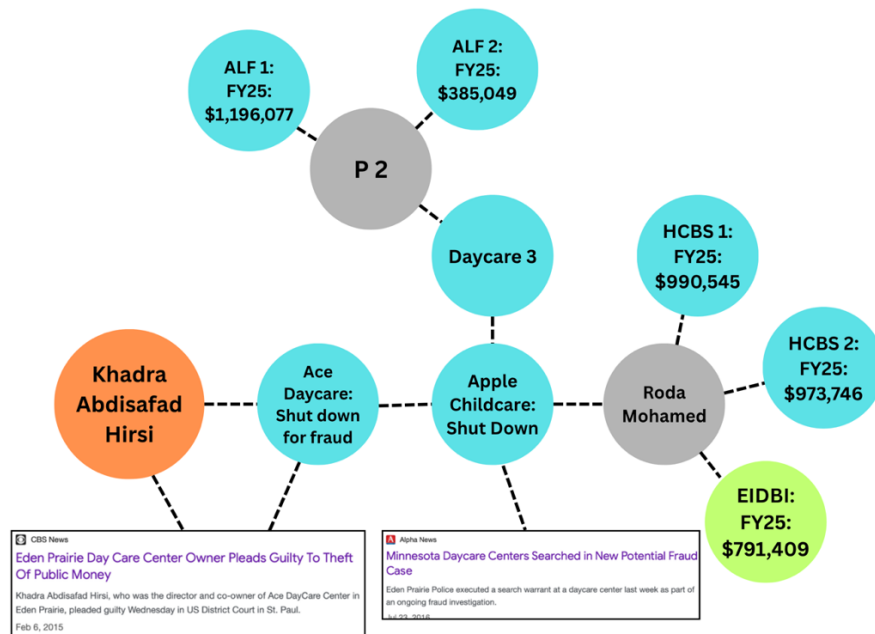 ALF 1:
FY25:
$1,196,077
ALF 2:
FY25:
$385,049
P 2
Daycare 3
HCBS 1:
FY25:
$990,545
HCBS 2:
FY25:
$973,746
Khadra
Abdisafad
Hirsi
Ace
Daycare:
Shut down
for fraud
Apple
Childcare:
Shut Down
Roda
Mohamed
EIDBI:
FY25:
$791,409
CBS News
Eden Prairie Day Care Center Owner Pleads Guilty To Theft
Of Public Money
Khadra Abdisafad Hirsi, who was the director and co-owner of Ace DayCare Center in
Eden Prairie, pleaded guilty Wednesday in US District Court in St. Paul.
Feb 6, 2015
Alpha News
Minnesota Daycare Centers Searched in New Potential Fraud
Case
Eden Prairie Police executed a search warrant at a daycare center last week as part of
an ongoing fraud investigation.
Jul 23, 2016